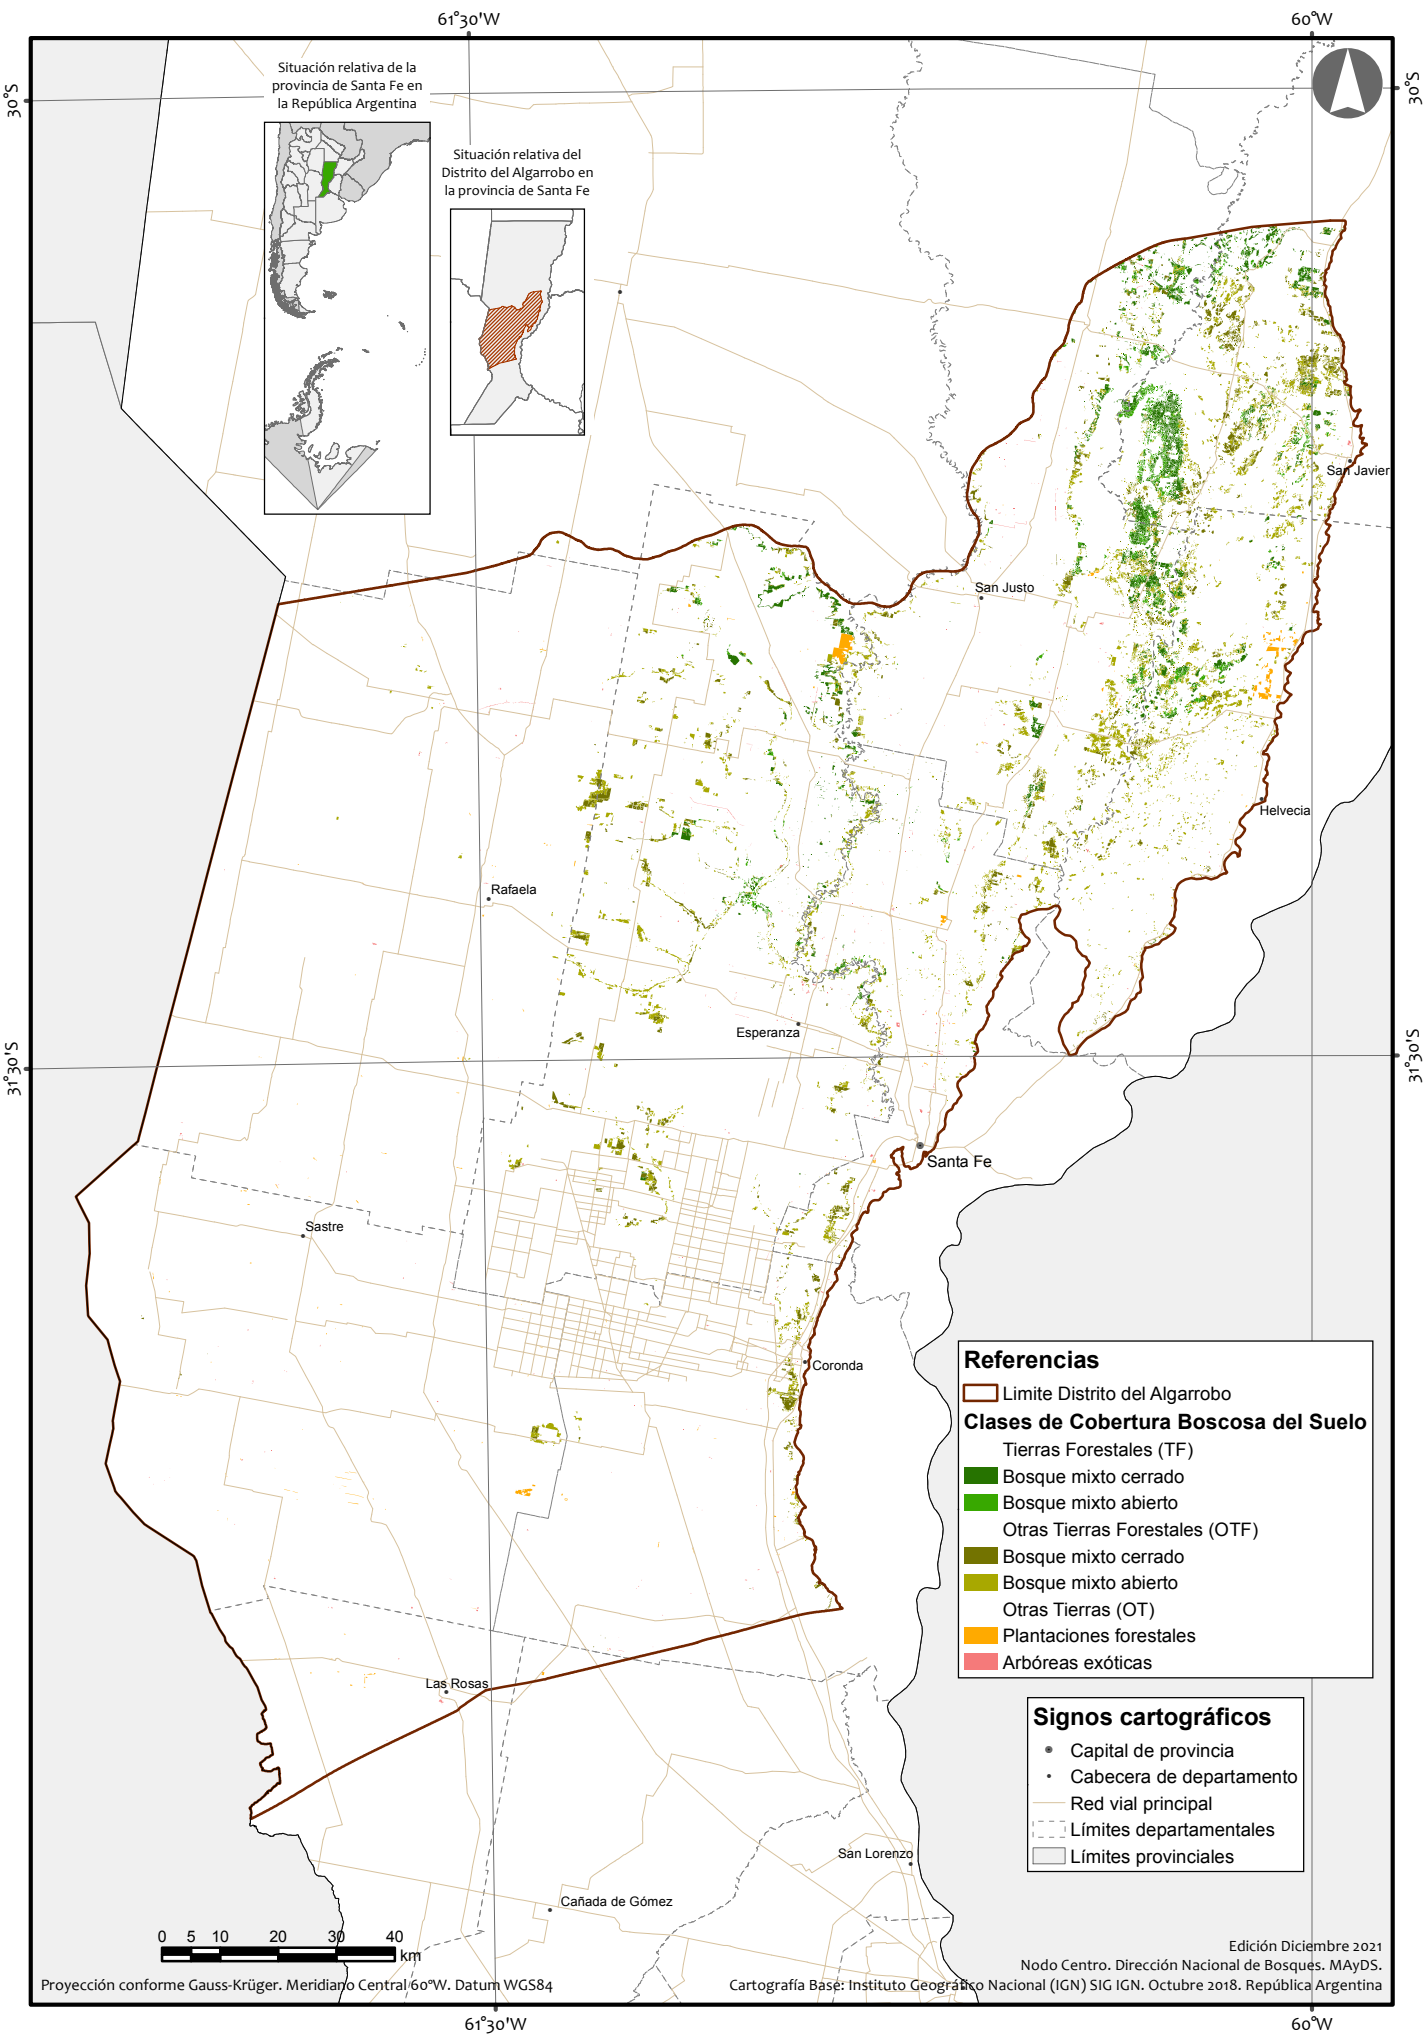 61°30'W
60°W
30°S
30°S
Situación relativa de la
provincia de Santa Fe en
la República Argentina
Situación relativa del
Distrito del Algarrobo en
la provincia de Santa Fe
San Javier
San Justo
Helvecia
Rafaela
Esperanza
31°30'S
31°30'S
Santa Fe
Sastre
Coronda
Las Rosas
San Lorenzo
Cañada de Gómez
Referencias
Limite Distrito del Algarrobo
Clases de Cobertura Boscosa del Suelo
Tierras Forestales (TF)
Bosque mixto cerrado
Bosque mixto abierto
Otras Tierras Forestales (OTF)
Bosque mixto cerrado
Bosque mixto abierto
Otras Tierras (OT)
Plantaciones forestales
Arbóreas exóticas
Signos cartográficos
Capital de provincia
Cabecera de departamento
Red vial principal
Límites departamentales
Límites provinciales
0 5 10 20 30 40
km
Proyección conforme Gauss-Krüger. Meridiano Central 60°W. Datum WGS84
Edición Diciembre 2021
Nodo Centro. Dirección Nacional de Bosques. MAyDS.
Cartografía Base: Instituto Geográfico Nacional (IGN) SIG IGN. Octubre 2018. República Argentina
61°30'W
60°W